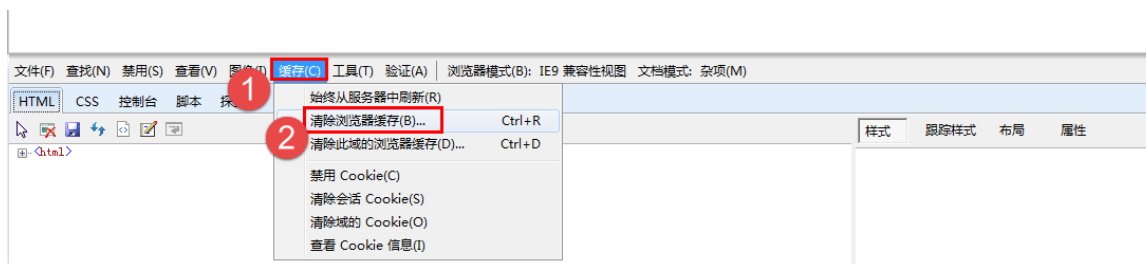 文件(F) 查找(N) 禁用(S) 查看(V) 图像(I) 缓存(C) 工具(T) 验证(A) 浏览器模式(B): IE9 兼容性视图 文档模式: 杂项(M)
1
HTML CSS 控制台 脚本
始终从服务器中刷新(R)
2
清除浏览器缓存(B)... Ctrl+R
清除此域的浏览器缓存(D)... Ctrl+D
禁用 Cookie(C)
清除会话 Cookie(S)
清除域的 Cookie(O)
查看 Cookie 信息(I)
样式 跟踪样式 布局 属性
<html>